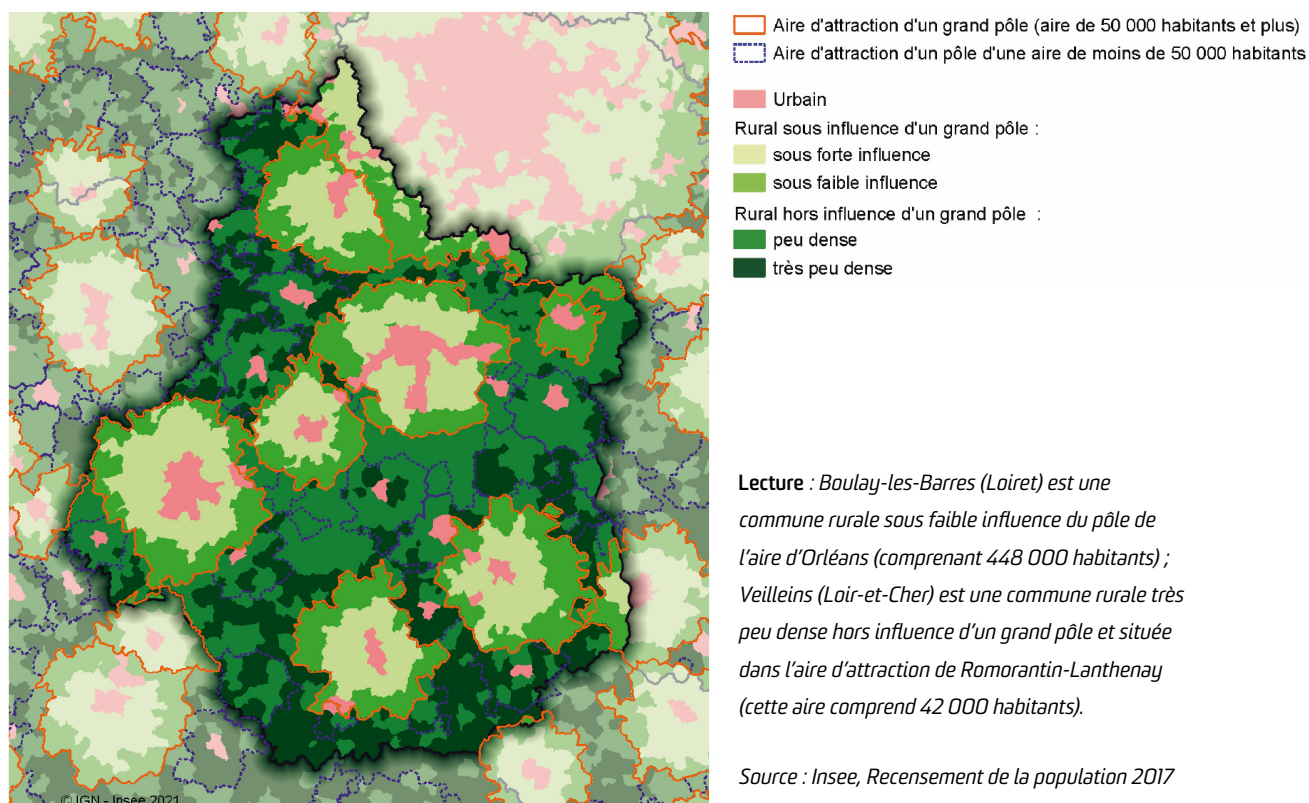 Aire d'attraction d'un grand pôle (aire de 50 000 habitants et plus)
Aire d'attraction d'un pôle d'une aire de moins de 50 000 habitants
Urbain
Rural sous influence d'un grand pôle :
sous forte influence
sous faible influence
Rural hors influence d'un grand pôle :
peu dense
très peu dense
Lecture : Boulay-les-Barres (Loiret) est une
commune rurale sous faible influence du pôle de
l'aire d'Orléans (comprenant 448 000 habitants) ;
Veilleins (Loir-et-Cher) est une commune rurale très
peu dense hors influence d'un grand pôle et située
dans l'aire d'attraction de Romorantin-Lanthenay
(cette aire comprend 42 000 habitants).
Source : Insee, Recensement de la population 2017
© IGN - Insee 2021